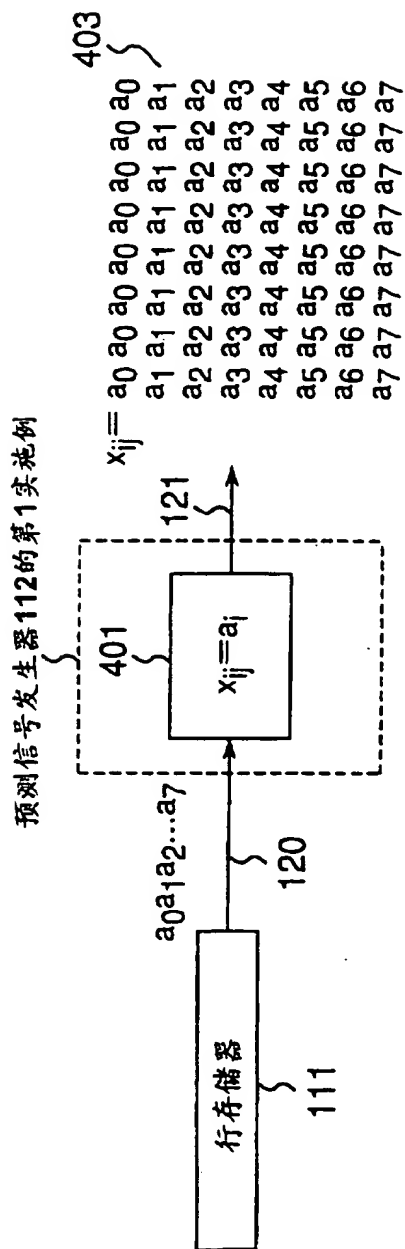 预测信号发生器112的第1实施例
行存储器
111
a₀a₁a₂...a₇
120
401
xᵢⱼ=aᵢ
121
xᵢⱼ= a₀ a₀ a₀ a₀ a₀ a₀ a₀ a₀
a₁ a₁ a₁ a₁ a₁ a₁ a₁ a₁
a₂ a₂ a₂ a₂ a₂ a₂ a₂ a₂
a₃ a₃ a₃ a₃ a₃ a₃ a₃ a₃
a₄ a₄ a₄ a₄ a₄ a₄ a₄ a₄
a₅ a₅ a₅ a₅ a₅ a₅ a₅ a₅
a₆ a₆ a₆ a₆ a₆ a₆ a₆ a₆
a₇ a₇ a₇ a₇ a₇ a₇ a₇ a₇
403